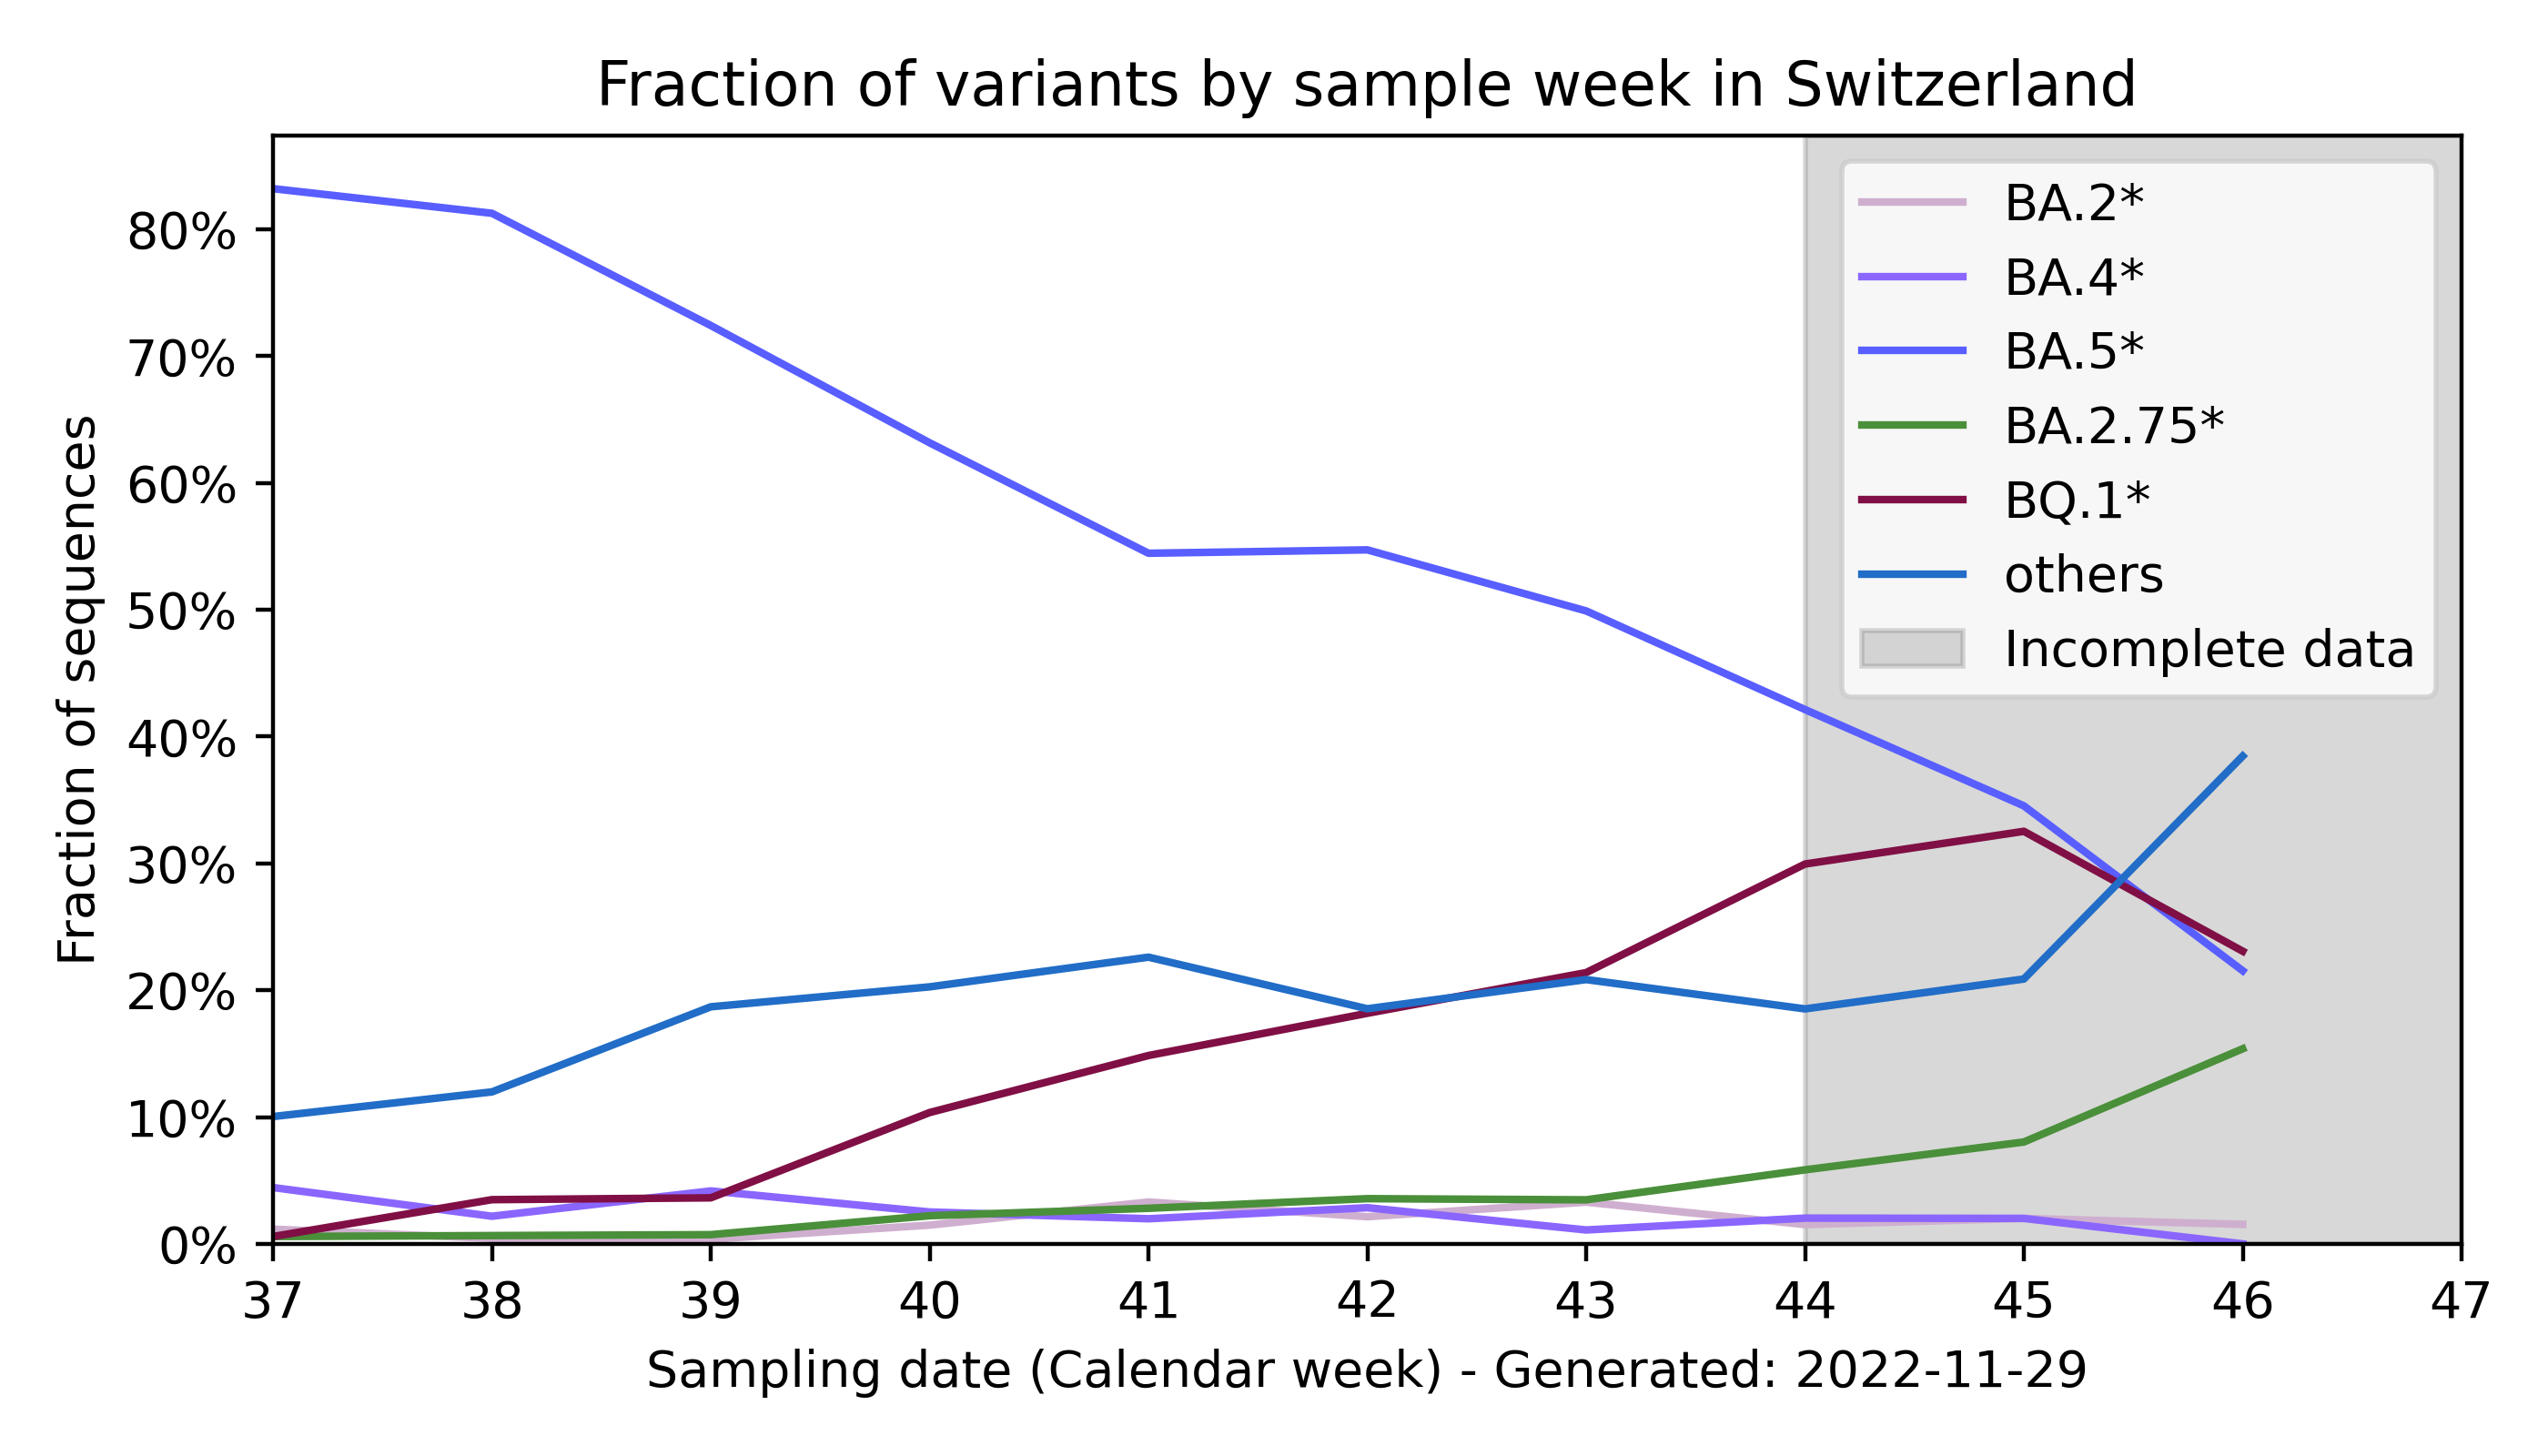 Fraction of variants by sample week in Switzerland
Fraction of sequences
80%
70%
60%
50%
40%
30%
20%
10%
0%
BA.2*
BA.4*
BA.5*
BA.2.75*
BQ.1*
others
Incomplete data
37 38 39 40 41 42 43 44 45 46 47
Sampling date (Calendar week) - Generated: 2022-11-29